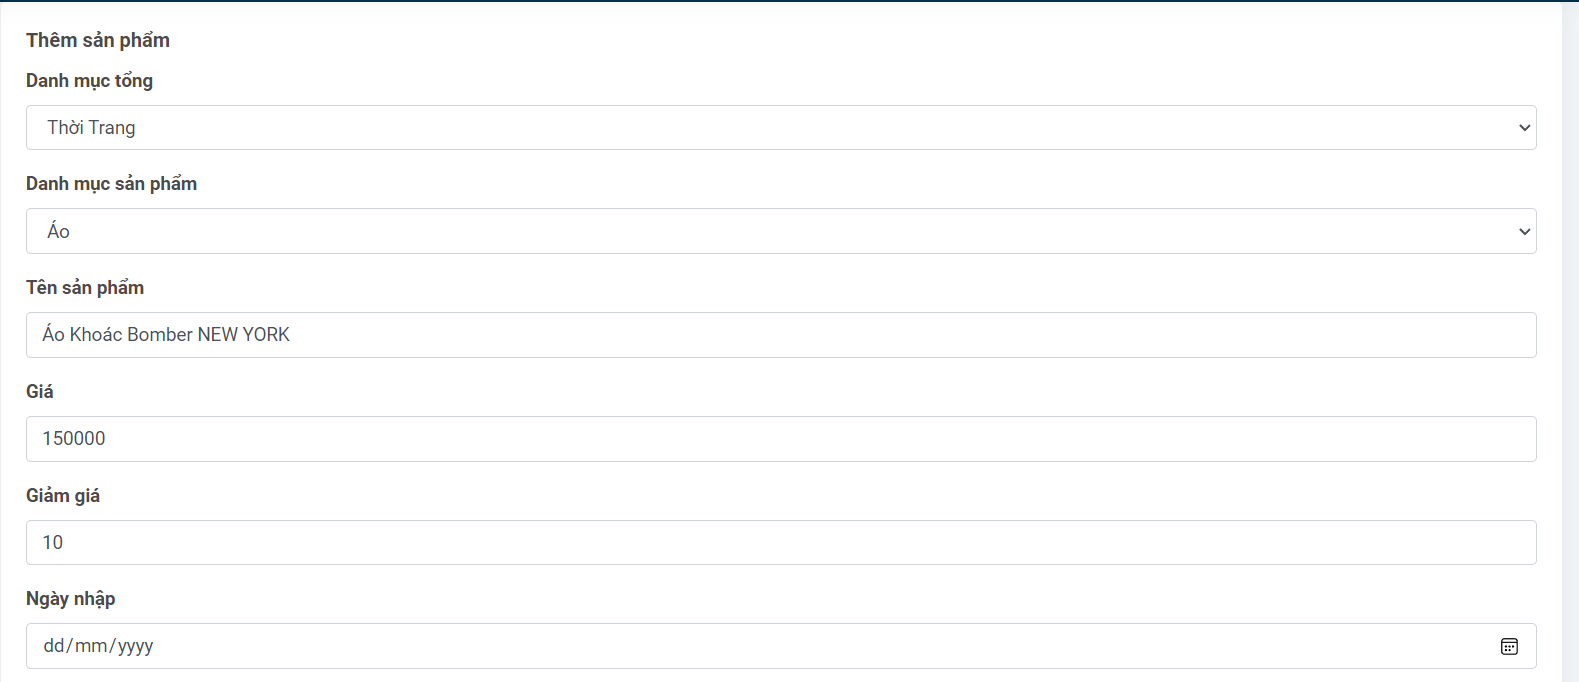 Thêm sản phẩm
Danh mục tổng
Thời Trang
Danh mục sản phẩm
Áo
Tên sản phẩm
Áo Khoác Bomber NEW YORK
Giá
150000
Giảm giá
10
Ngày nhập
dd/mm/yyyy